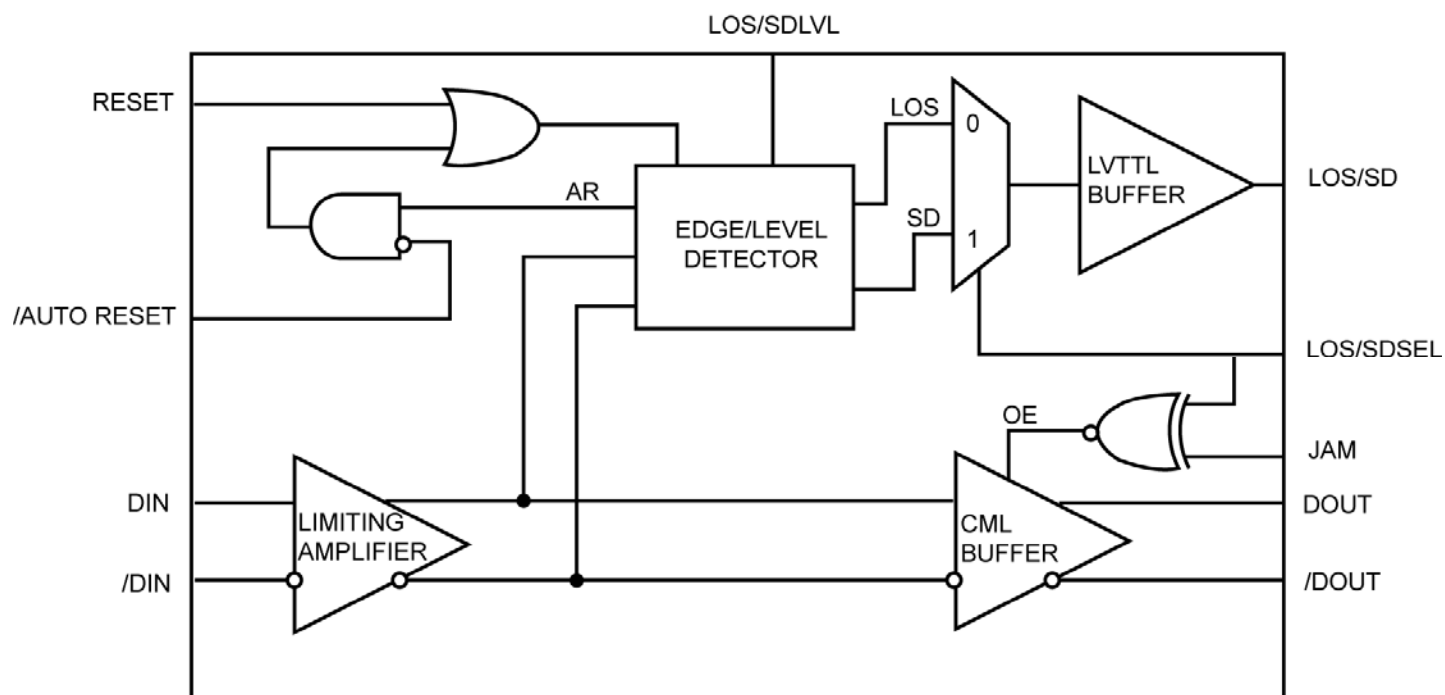 LOS/SDLVL
RESET
LOS
0
LVTTL
BUFFER
LOS/SD
AR
EDGE/LEVEL
DETECTOR
SD
1
/AUTO RESET
LOS/SDSEL
OE
JAM
DIN
LIMITING
AMPLIFIER
CML
BUFFER
DOUT
/DIN
/DOUT